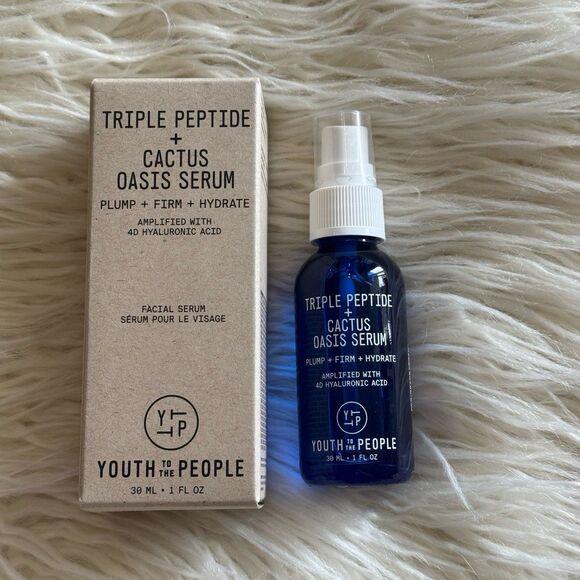 TRIPLE PEPTIDE
+
CACTUS
OASIS SERUM
PLUMP + FIRM + HYDRATE
AMPLIFIED WITH
4D HYALURONIC ACID
FACIAL SERUM
SÉRUM POUR LE VISAGE
Y T T P
YOUTH TO THE PEOPLE
30 ML • 1 FL OZ
TRIPLE PEPTIDE
+
CACTUS
OASIS SERUM
PLUMP + FIRM + HYDRATE
AMPLIFIED WITH
4D HYALURONIC ACID
Y T T P
YOUTH TO THE PEOPLE
30 ML • 1 FL OZ